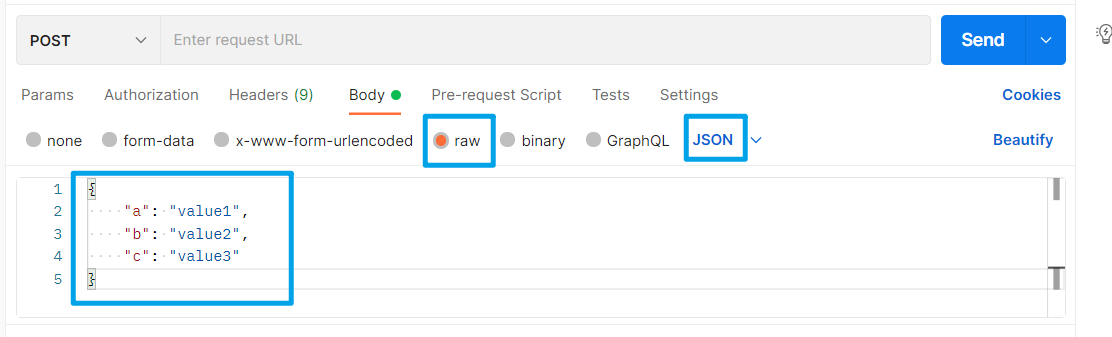 POST Enter request URL Send
Params Authorization Headers (9) Body Pre-request Script Tests Settings Cookies
none form-data x-www-form-urlencoded raw binary GraphQL JSON Beautify
1 {
2 "a": "value1",
3 "b": "value2",
4 "c": "value3"
5 }